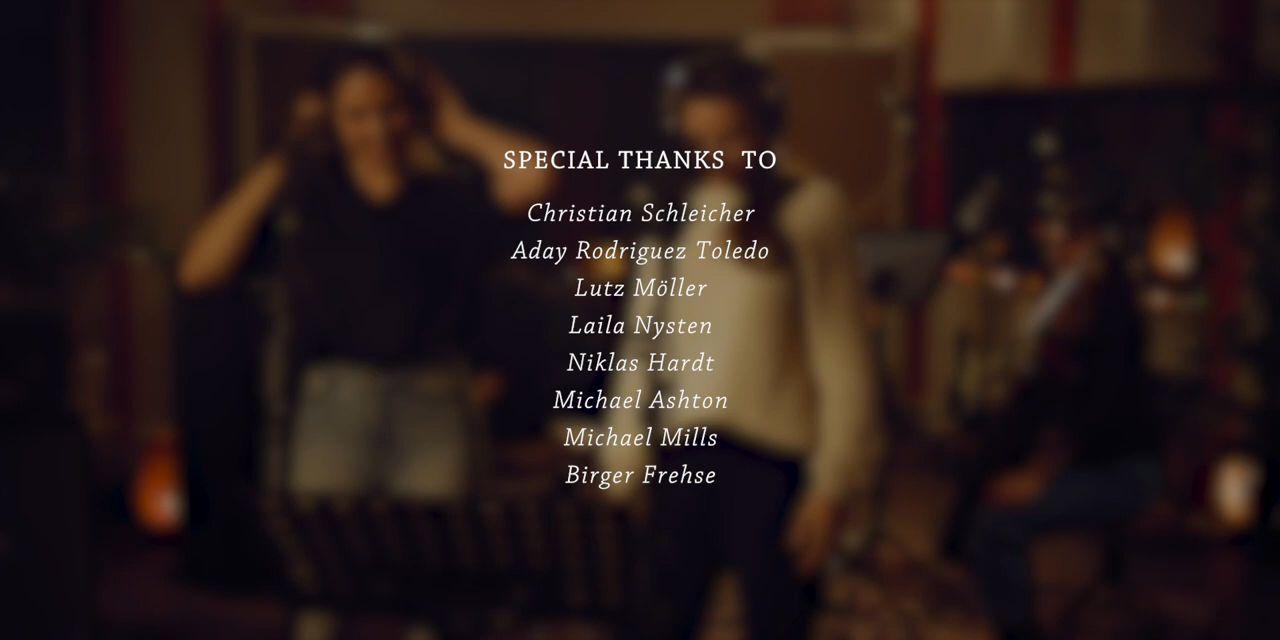 SPECIAL THANKS TO
Christian Schleicher
Aday Rodriguez Toledo
Lutz Möller
Laila Nysten
Niklas Hardt
Michael Ashton
Michael Mills
Birger Frehse